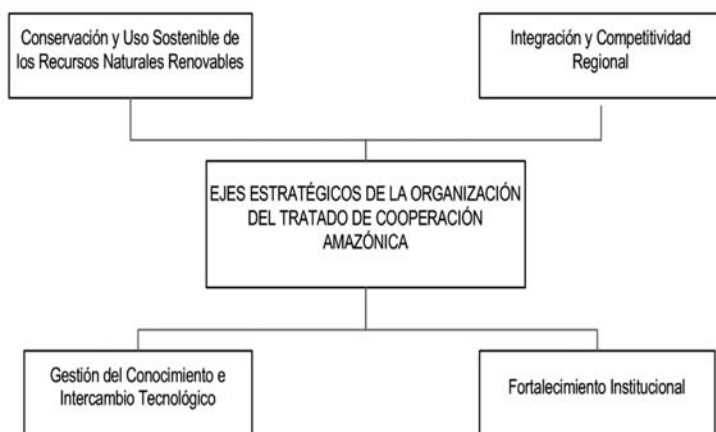 Conservación y Uso Sostenible de
los Recursos Naturales Renovables
Integración y Competitividad
Regional
EJES ESTRATÉGICOS DE LA ORGANIZACIÓN
DEL TRATADO DE COOPERACIÓN
AMAZÓNICA
Gestión del Conocimiento e
Intercambio Tecnológico
Fortalecimiento Institucional